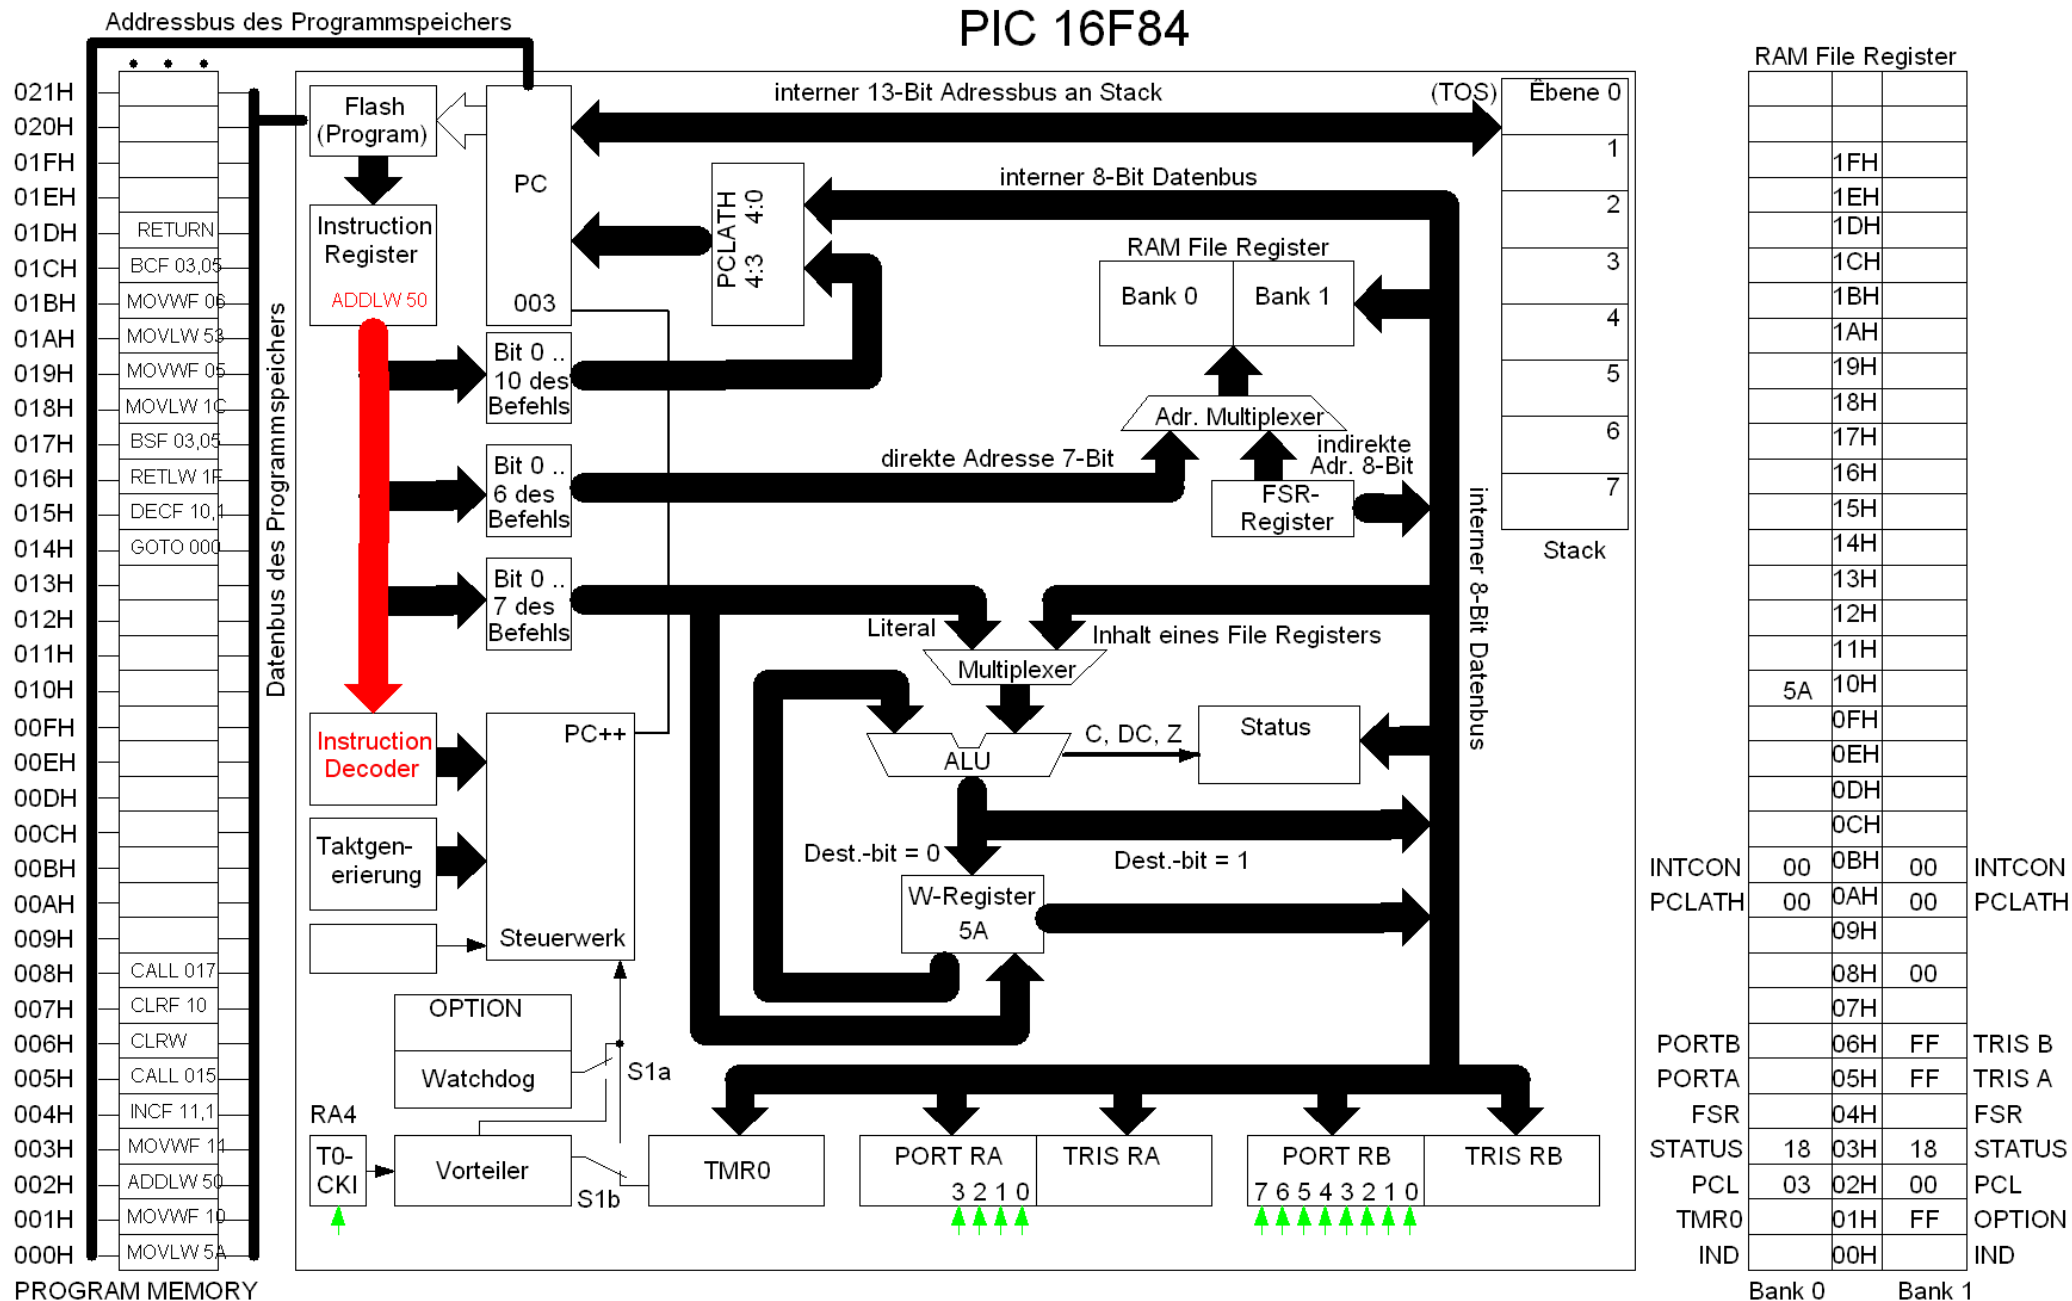 PIC 16F84
Addressbus des Programmspeichers
021H
020H
01FH
01EH
01DH RETURN
01CH BCF 03,05
01BH MOVWF 06
01AH MOVLW 53
019H MOVWF 05
018H MOVLW 1C
017H BSF 03,05
016H RETLW 1F
015H DECF 10,1
014H GOTO 000
013H
012H
011H
010H
00FH
00EH
00DH
00CH
00BH
00AH
009H
008H CALL 017
007H CLRF 10
006H CLRW
005H CALL 015
004H INCF 11,1
003H MOVWF 11
002H ADDLW 50
001H MOVWF 10
000H MOVLW 5A
PROGRAM MEMORY
Datenbus des Programmspeichers
Flash
(Program)
Instruction
Register
ADDLW 50
PC
003
interner 13-Bit Adressbus an Stack
(TOS)
Êbene 0
1
2
3
4
5
6
7
Stack
PCLATH
4:3 4:0
interner 8-Bit Datenbus
RAM File Register
Bank 0
Bank 1
Bit 0 ..
10 des
Befehls
Adr. Multiplexer
direkte Adresse 7-Bit
indirekte
Adr. 8-Bit
FSR-
Register
Bit 0 ..
6 des
Befehls
interner 8-Bit Datenbus
Bit 0 ..
7 des
Befehls
Literal
Inhalt eines File Registers
Multiplexer
ALU
C, DC, Z
Status
Instruction
Decoder
PC++
Taktgen-
erierung
Steuerwerk
Dest.-bit = 0
Dest.-bit = 1
W-Register
5A
OPTION
Watchdog
S1a
RA4
T0-
CKI
Vorteiler
S1b
TMR0
PORT RA
3 2 1 0
TRIS RA
PORT RB
7 6 5 4 3 2 1 0
TRIS RB
RAM File Register
1FH
1EH
1DH
1CH
1BH
1AH
19H
18H
17H
16H
15H
14H
13H
12H
11H
5A 10H
0FH
0EH
0DH
0CH
INTCON 00 0BH 00 INTCON
PCLATH 00 0AH 00 PCLATH
09H
08H 00
07H
PORTB 06H FF TRIS B
PORTA 05H FF TRIS A
FSR 04H FSR
STATUS 18 03H 18 STATUS
PCL 03 02H 00 PCL
TMR0 01H FF OPTION
IND 00H IND
Bank 0 Bank 1